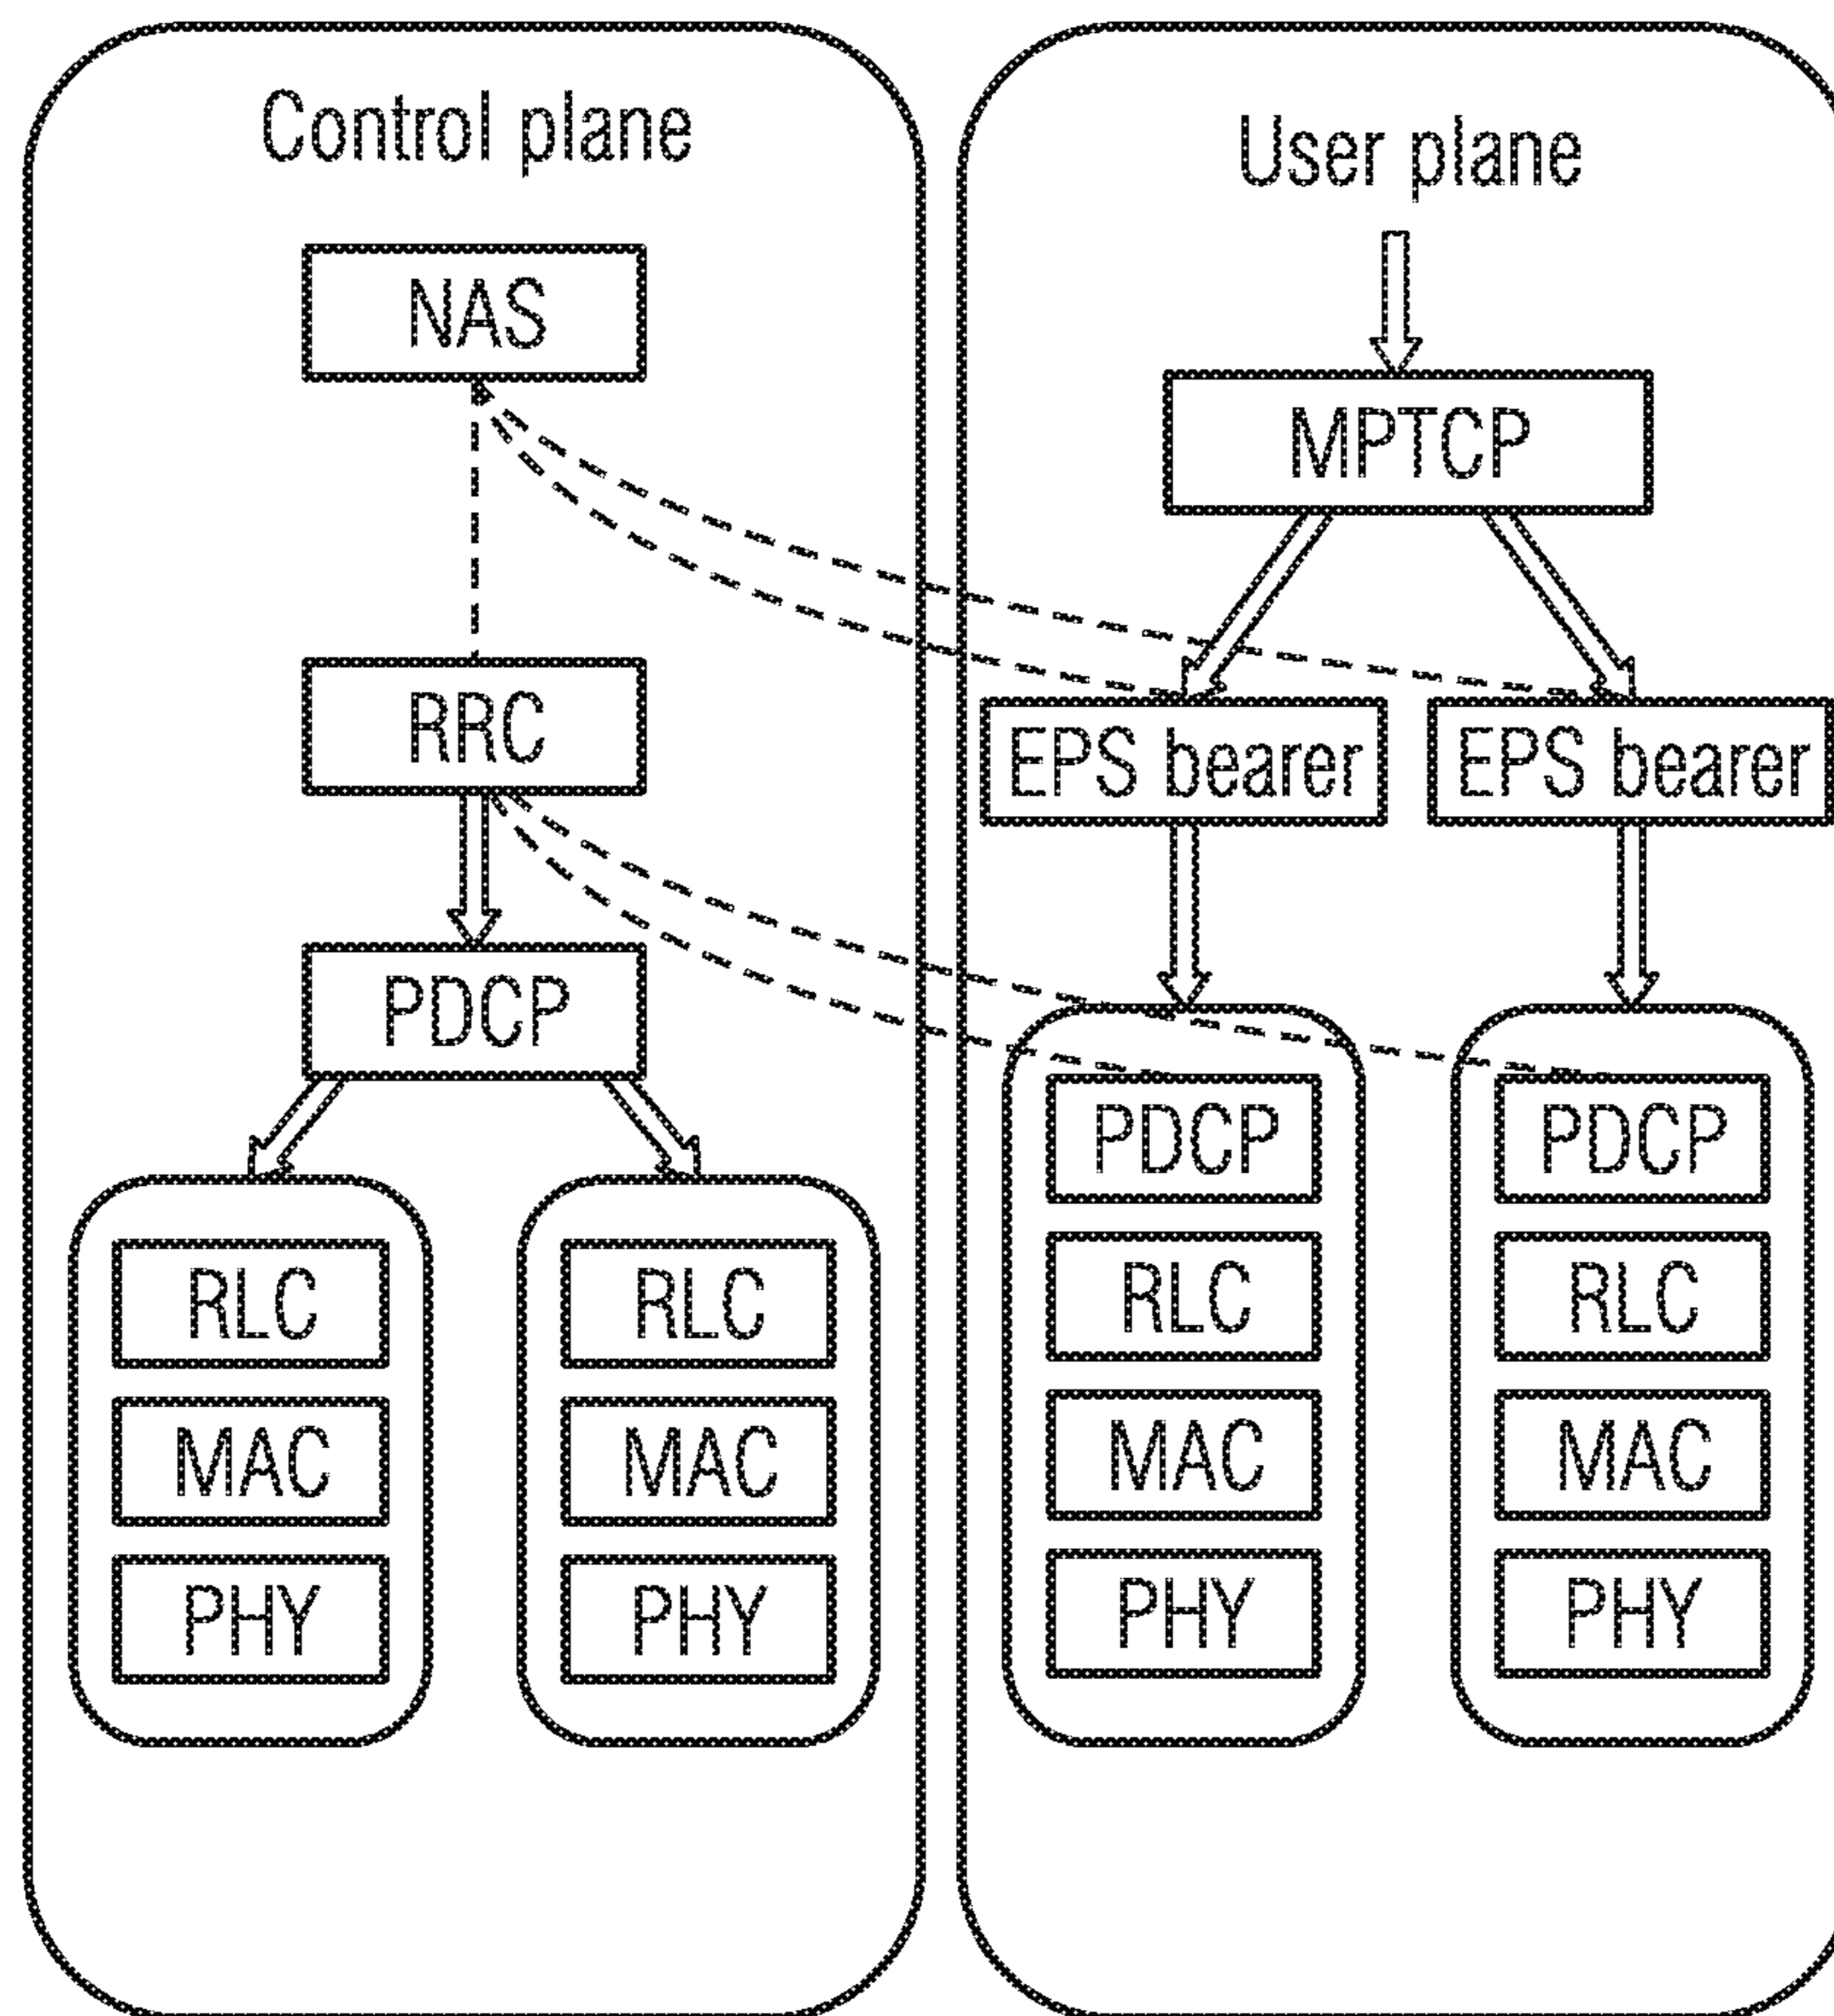 Control plane
NAS
RRC
PDCP
RLC
MAC
PHY
RLC
MAC
PHY
User plane
MPTCP
EPS bearer
EPS bearer
PDCP
RLC
MAC
PHY
PDCP
RLC
MAC
PHY